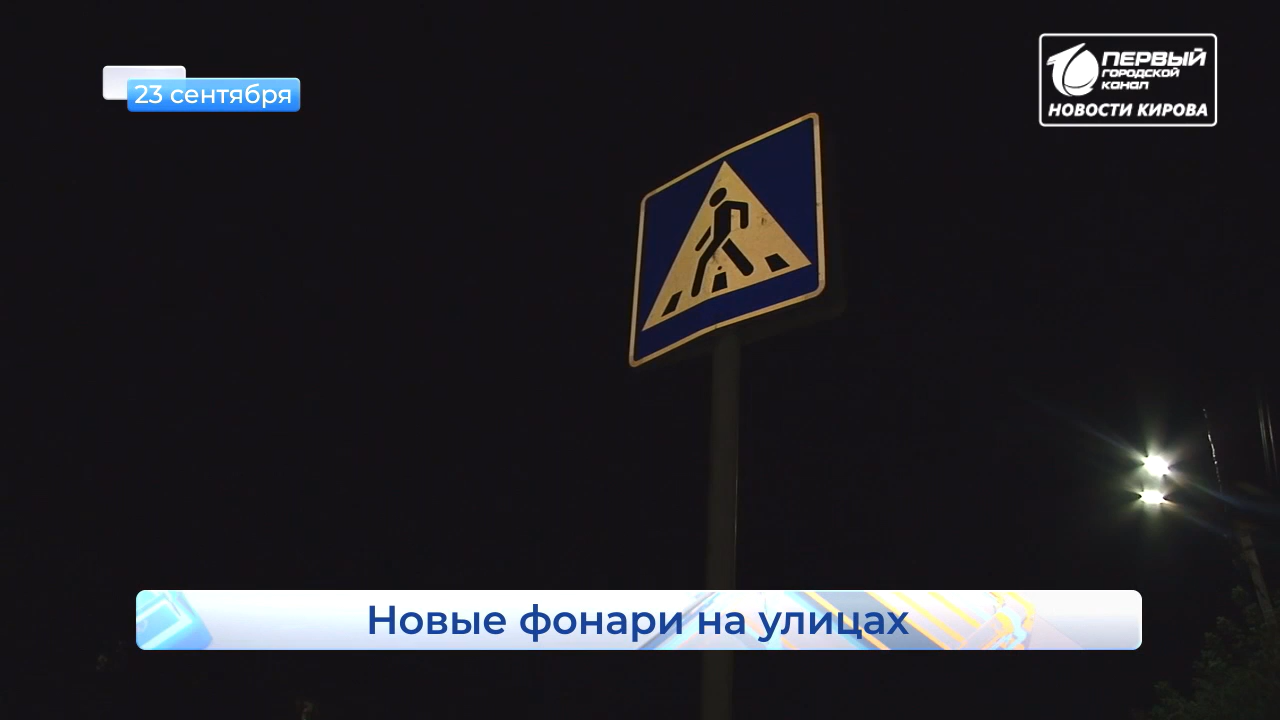 23 сентября
ПЕРВЫЙ
ГОРОДСКОЙ
КАНАЛ
НОВОСТИ КИРОВА
Новые фонари на улицах